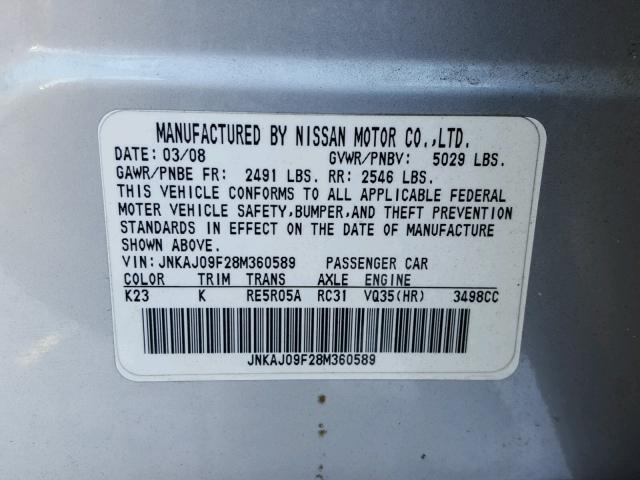 MANUFACTURED BY NISSAN MOTOR CO.,LTD.
DATE: 03/08 GVWR/PNBV: 5029 LBS.
GAWR/PNBE FR: 2491 LBS. RR: 2546 LBS.
THIS VEHICLE CONFORMS TO ALL APPLICABLE FEDERAL
MOTER VEHICLE SAFETY,BUMPER,AND THEFT PREVENTION
STANDARDS IN EFFECT ON THE DATE OF MANUFACTURE
SHOWN ABOVE.
VIN: JNKAJ09F28M360589 PASSENGER CAR
COLOR TRIM TRANS AXLE ENGINE
K23 K RE5R05A RC31 VQ35(HR) 3498CC
JNKAJ09F28M360589